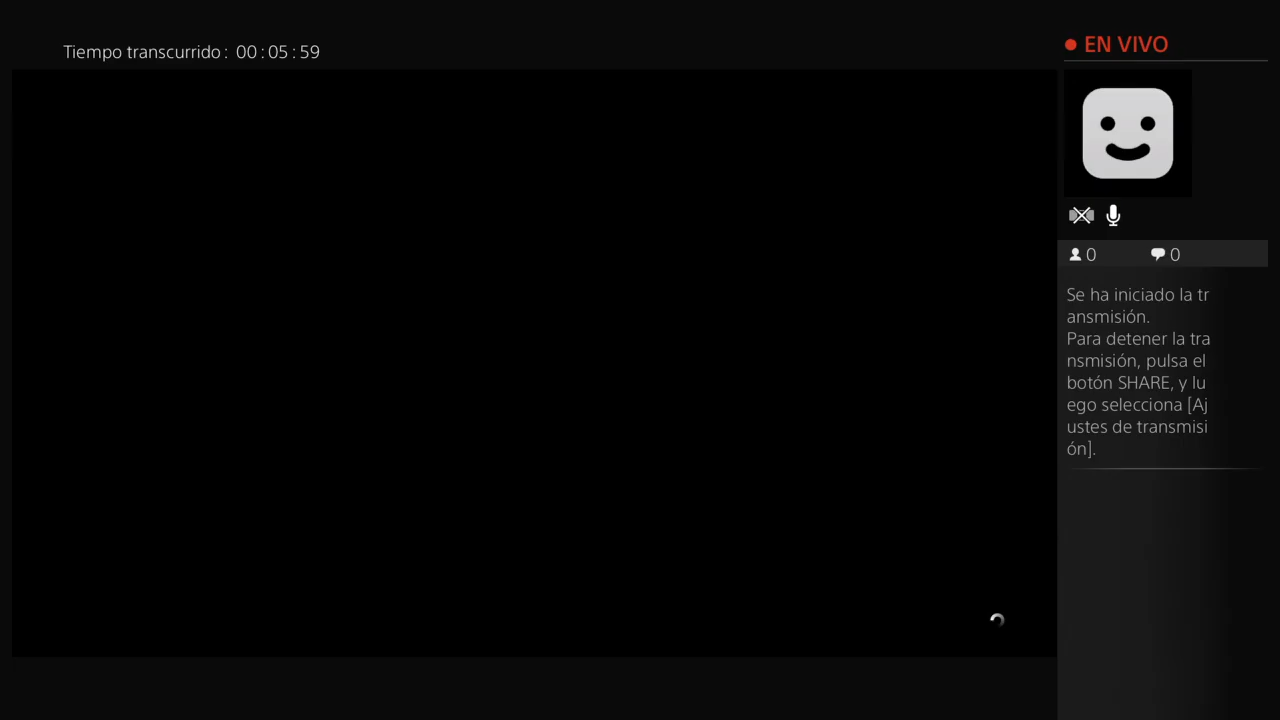 Tiempo transcurrido : 00 : 05 : 59
EN VIVO
0 0
Se ha iniciado la tr
ansmisión.
Para detener la tra
nsmisión, pulsa el
botón SHARE, y lu
ego selecciona [Aj
ustes de transmisi
ón].